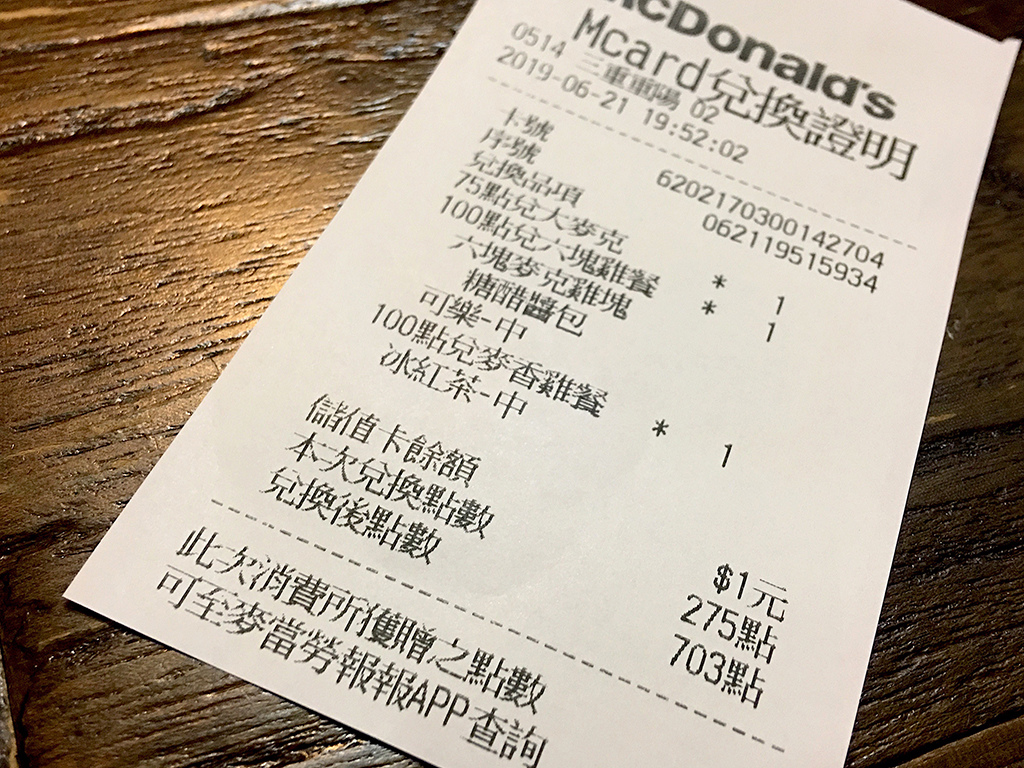 McDonald's
Mcard兌換證明
0514 三重重陽 02
2019-06-21 19:52:02
卡號 6202170300142704
序號 062119515934
兌換品項
75點兌大麥克 * 1
100點兌六塊雞餐 * 1
六塊麥克雞塊
糖醋醬包
可樂-中
100點兌麥香雞餐 * 1
冰紅茶-中
儲值卡餘額 $1元
本次兌換點數 275點
兌換後點數 703點
此次消費所獲贈之點數
可至麥當勞報報APP查詢